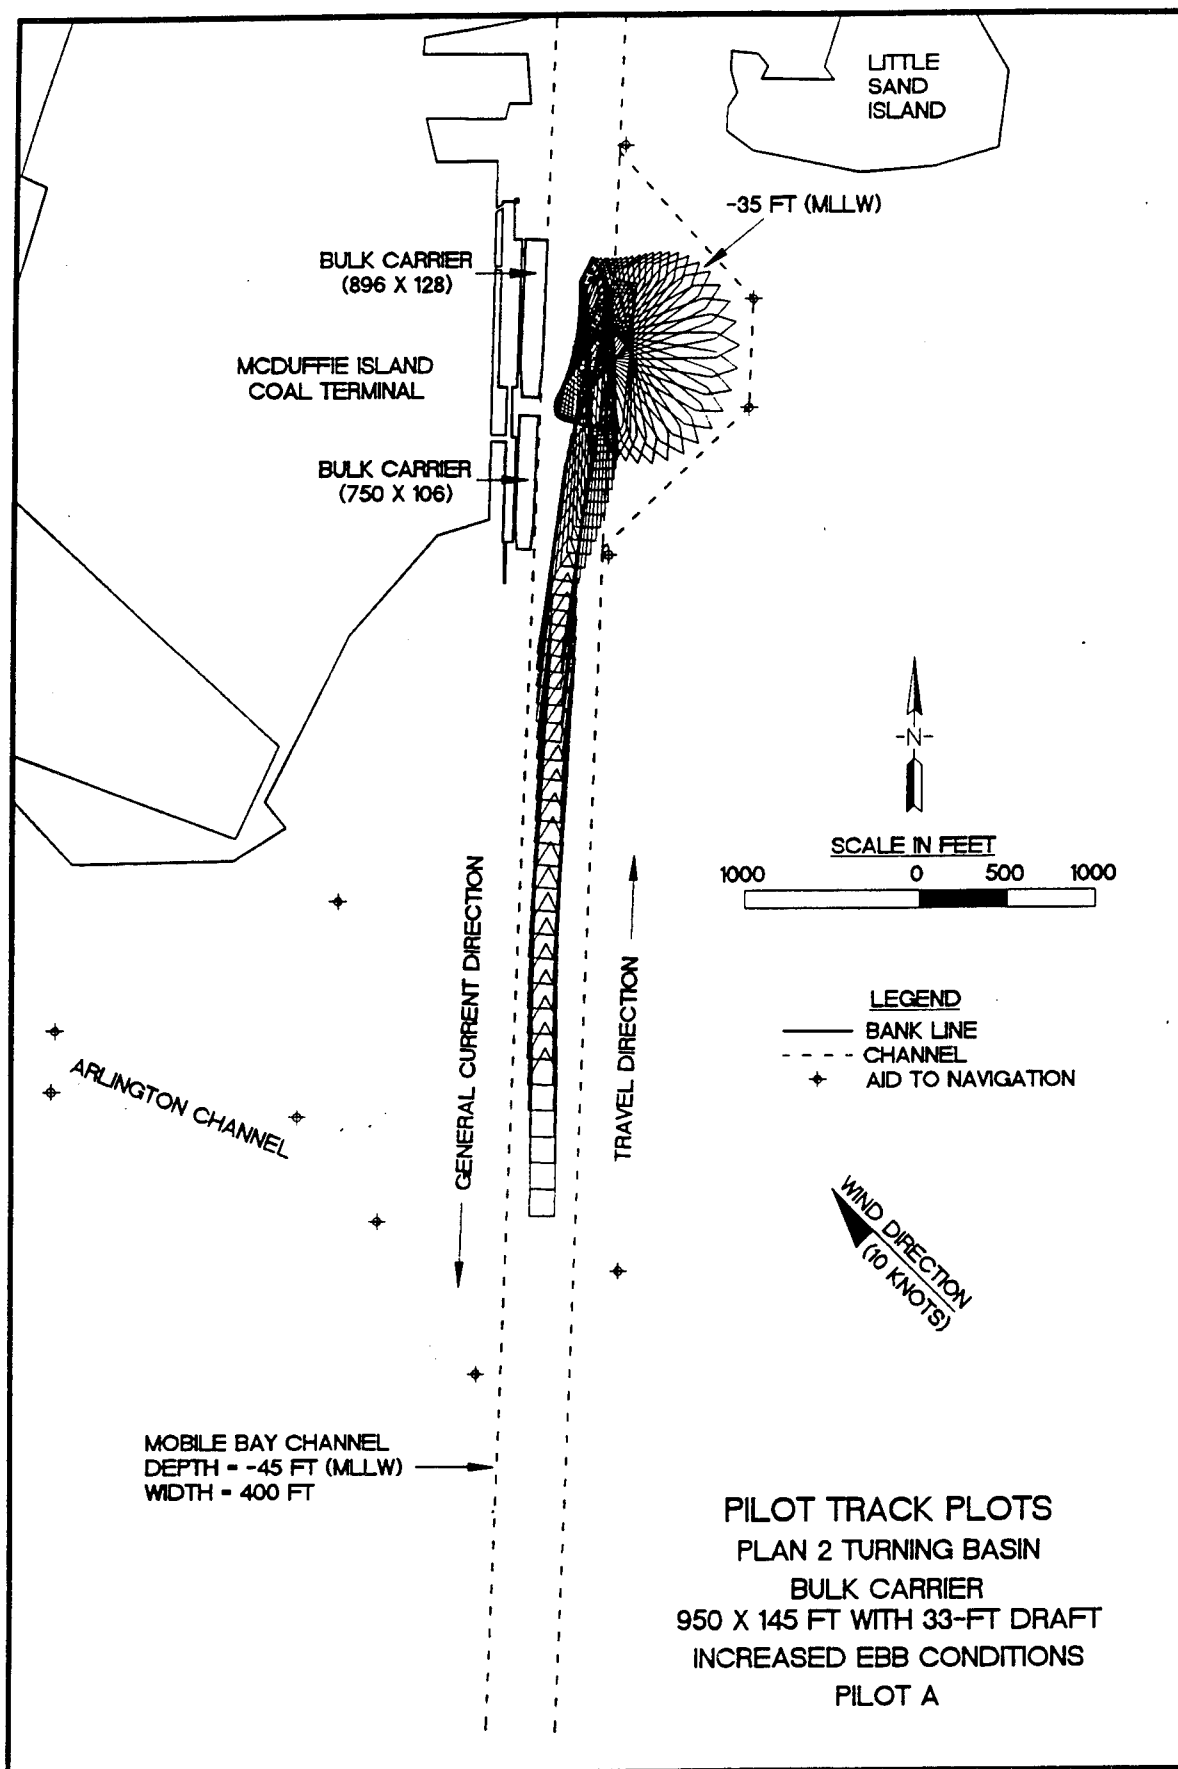 LITTLE
SAND
ISLAND
-35 FT (MLLW)
BULK CARRIER
(896 X 128)
MCDUFFIE ISLAND
COAL TERMINAL
BULK CARRIER
(750 X 106)
-N-
SCALE IN FEET
1000 0 500 1000
GENERAL CURRENT DIRECTION
TRAVEL DIRECTION
LEGEND
BANK LINE
CHANNEL
AID TO NAVIGATION
ARLINGTON CHANNEL
WIND DIRECTION
(10 KNOTS)
MOBILE BAY CHANNEL
DEPTH = -45 FT (MLLW)
WIDTH = 400 FT
PILOT TRACK PLOTS
PLAN 2 TURNING BASIN
BULK CARRIER
950 X 145 FT WITH 33-FT DRAFT
INCREASED EBB CONDITIONS
PILOT A